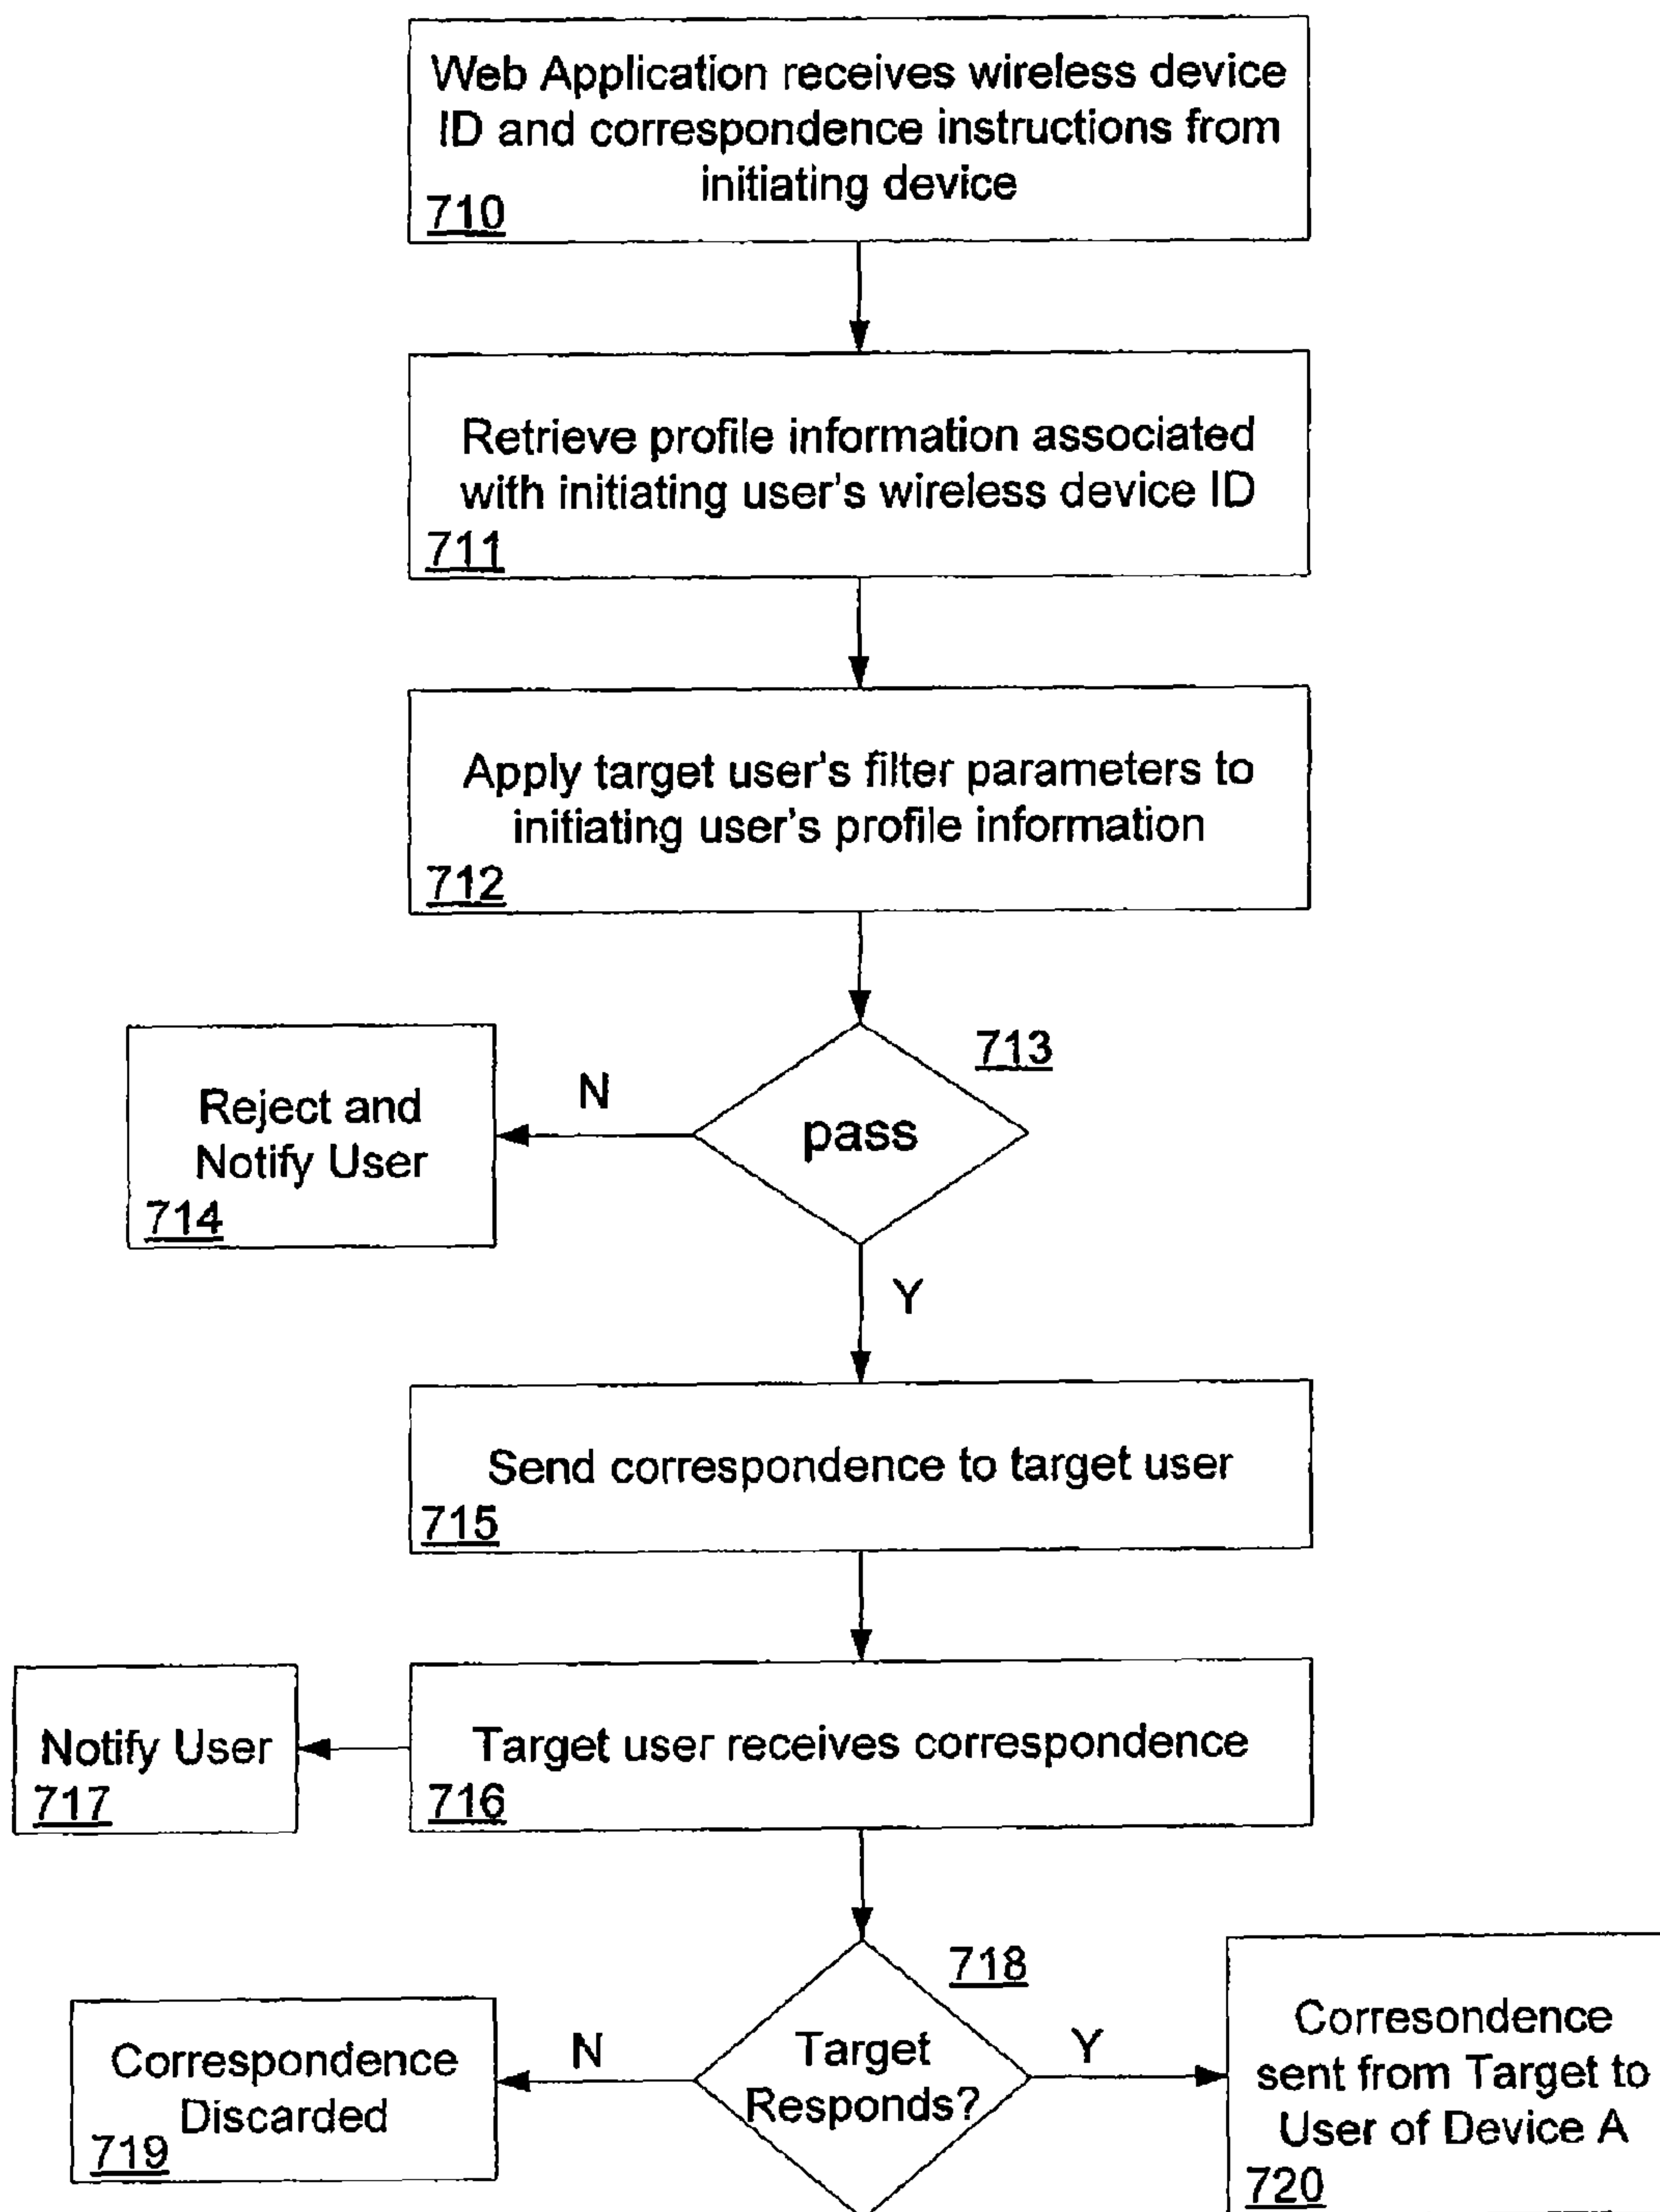 Web Application receives wireless device
ID and correspondence instructions from
initiating device
710
Retrieve profile information associated
with initiating user's wireless device ID
711
Apply target user's filter parameters to
initiating user's profile information
712
713
pass
N
Reject and
Notify User
714
Y
Send correspondence to target user
715
Target user receives correspondence
716
Notify User
717
718
Target
Responds?
N
Correspondence
Discarded
719
Y
Corresondence
sent from Target to
User of Device A
720